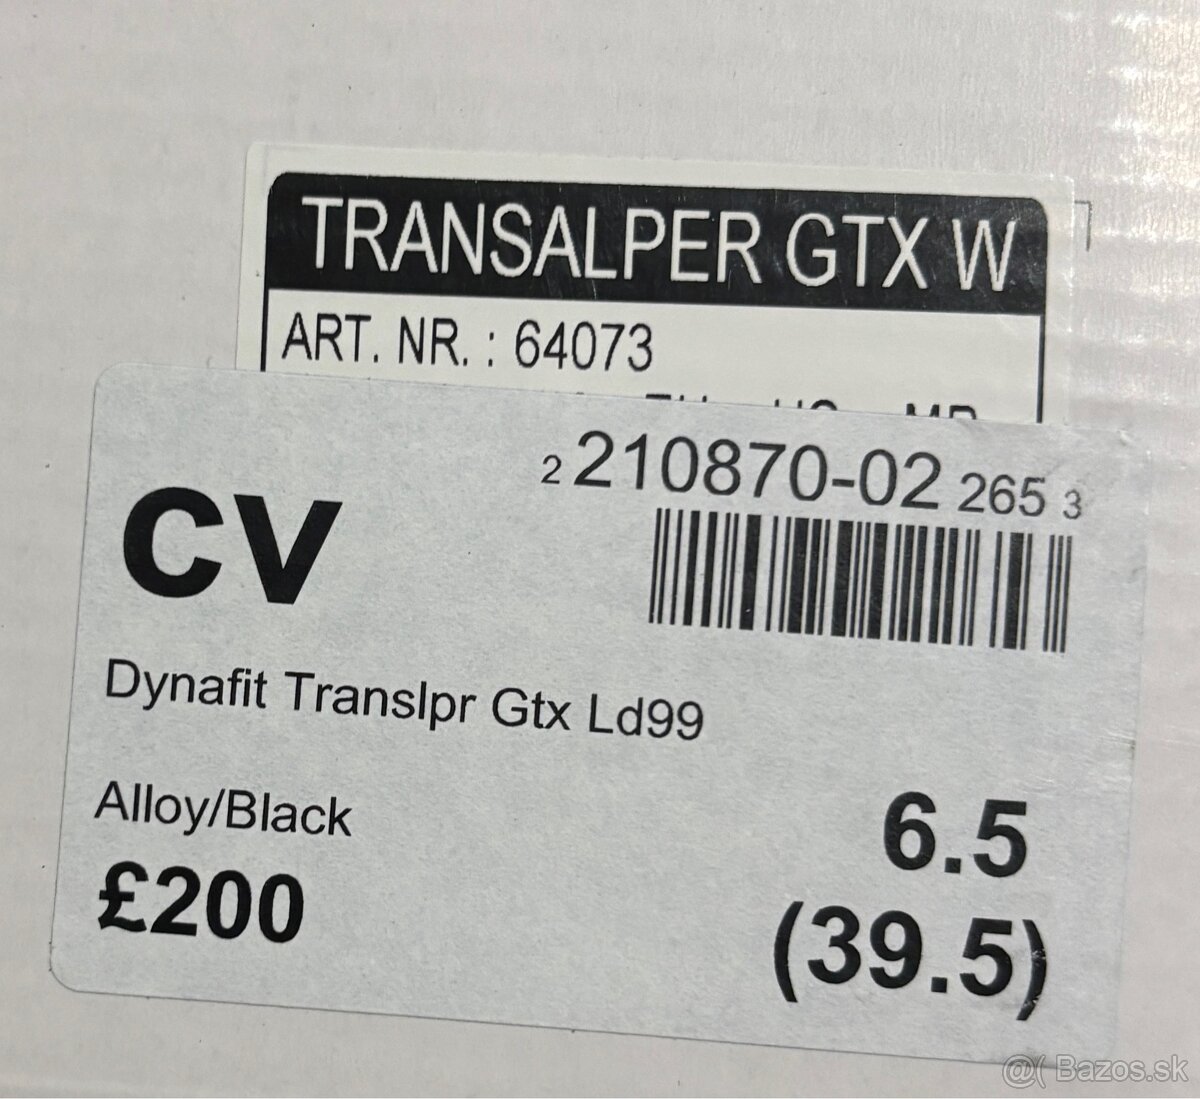 TRANSALPER GTX W
ART. NR. : 64073
2 210870-02 265 3
CV
Dynafit Translpr Gtx Ld99
Alloy/Black
£200
6.5
(39.5)
@( Bazos.sk